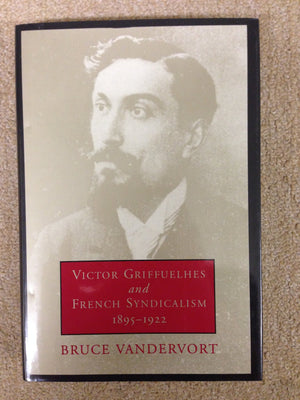 VICTOR GRIFFUELHES
and
FRENCH SYNDICALISM
1895–1922
BRUCE VANDERVORT